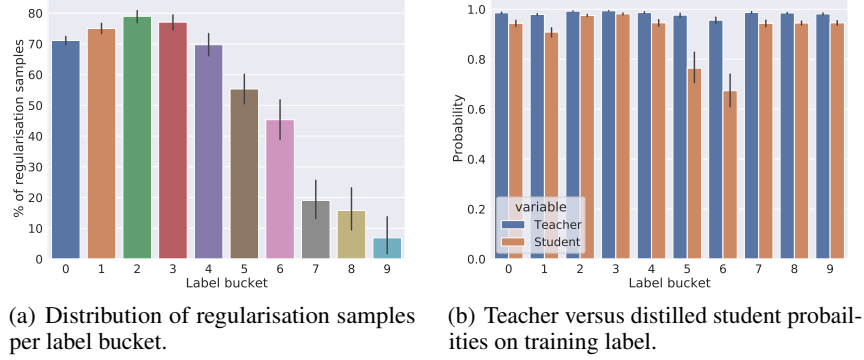 80
70
60
50
40
30
20
10
0
% of regularisation samples
0 1 2 3 4 5 6 7 8 9
Label bucket
1.0
0.8
0.6
0.4
0.2
0.0
Probability
variable
Teacher
Student
0 1 2 3 4 5 6 7 8 9
Label bucket
(a) Distribution of regularisation samples
per label bucket.
(b) Teacher versus distilled student probail-
ities on training label.